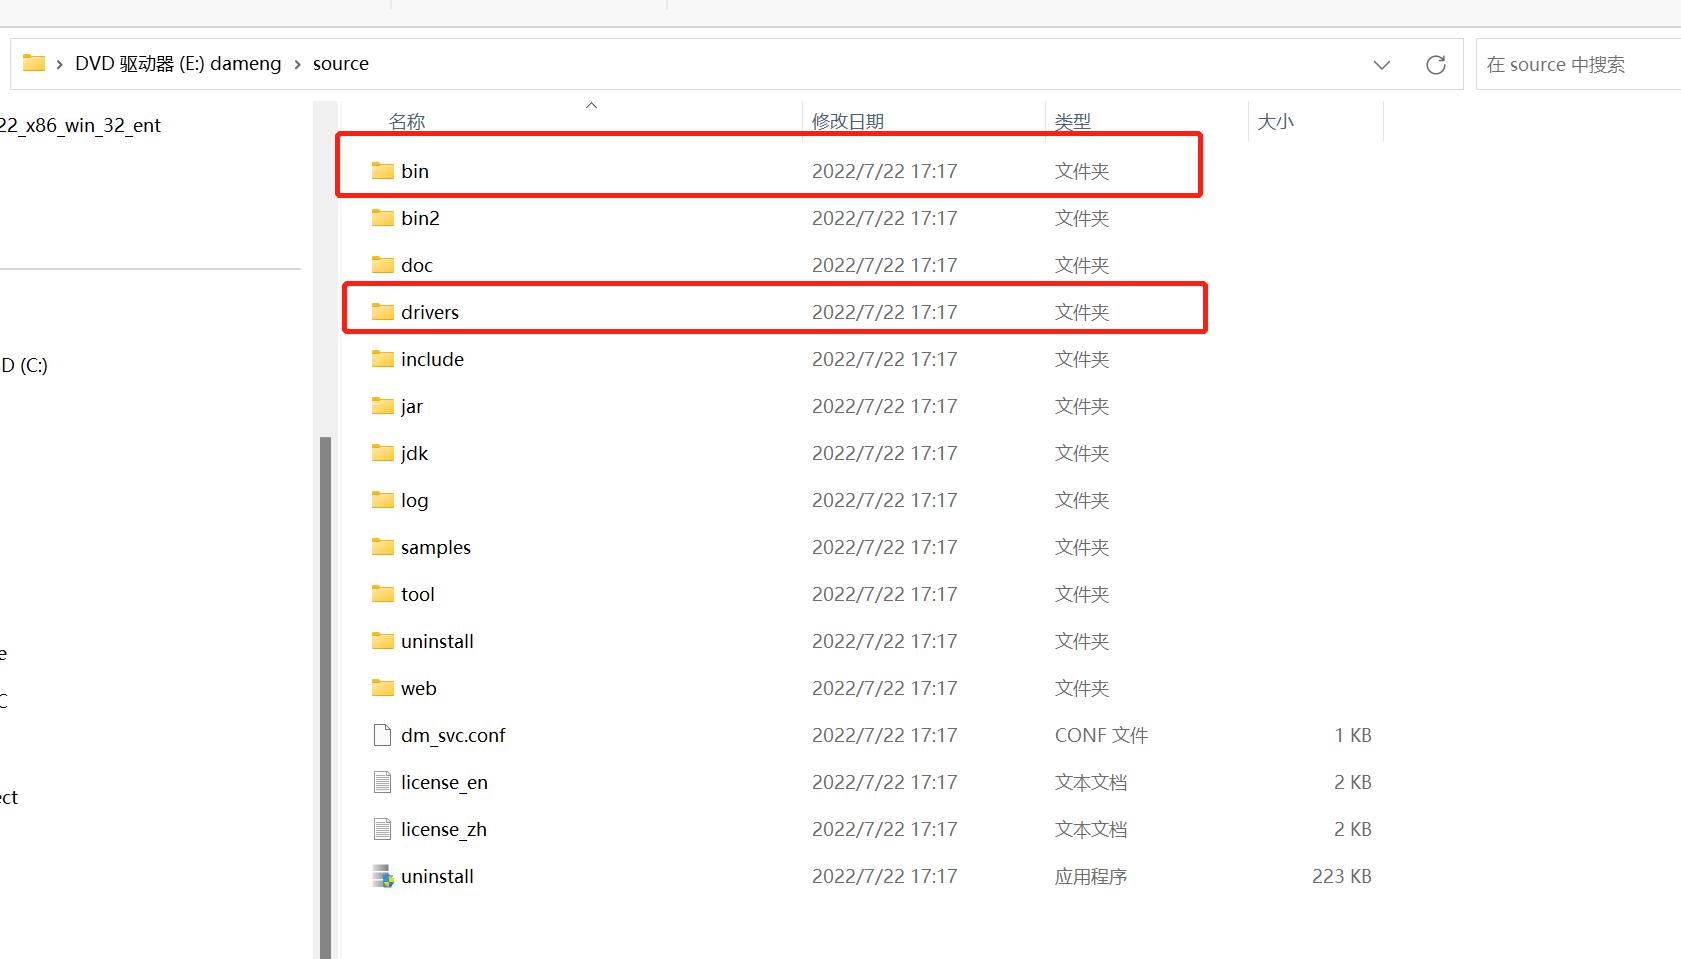 DVD 驱动器 (E:) dameng > source
在 source 中搜索
22_x86_win_32_ent
D (C:)
e
C
ect
名称 修改日期 类型 大小
bin 2022/7/22 17:17 文件夹
bin2 2022/7/22 17:17 文件夹
doc 2022/7/22 17:17 文件夹
drivers 2022/7/22 17:17 文件夹
include 2022/7/22 17:17 文件夹
jar 2022/7/22 17:17 文件夹
jdk 2022/7/22 17:17 文件夹
log 2022/7/22 17:17 文件夹
samples 2022/7/22 17:17 文件夹
tool 2022/7/22 17:17 文件夹
uninstall 2022/7/22 17:17 文件夹
web 2022/7/22 17:17 文件夹
dm_svc.conf 2022/7/22 17:17 CONF 文件 1 KB
license_en 2022/7/22 17:17 文本文档 2 KB
license_zh 2022/7/22 17:17 文本文档 2 KB
uninstall 2022/7/22 17:17 应用程序 223 KB